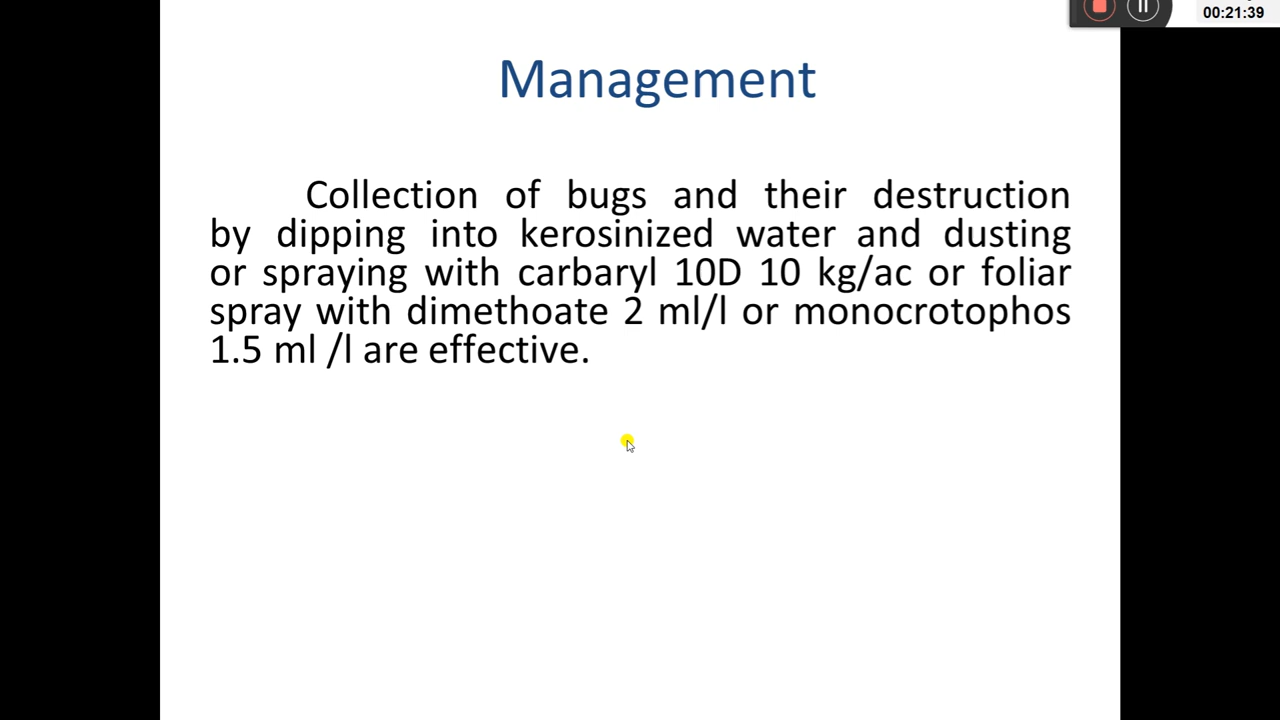 00:21:39
Management
Collection of bugs and their destruction
by dipping into kerosinized water and dusting
or spraying with carbaryl 10D 10 kg/ac or foliar
spray with dimethoate 2 ml/l or monocrotophos
1.5 ml /l are effective.